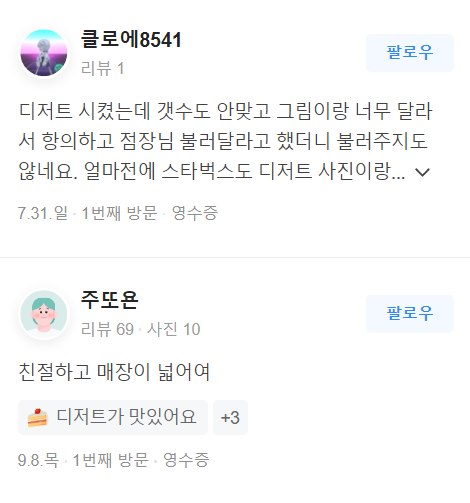 클로에8541
팔로우
리뷰 1
디저트 시켰는데 갯수도 안맞고 그림이랑 너무 달라
서 항의하고 점장님 불러달라고 했더니 불러주지도
않네요. 얼마전에 스타벅스도 디저트 사진이랑...
7.31.일 · 1번째 방문 · 영수증
주또욘
팔로우
리뷰 69 · 사진 10
친절하고 매장이 넓어여
디저트가 맛있어요 +3
9.8.목 · 1번째 방문 · 영수증